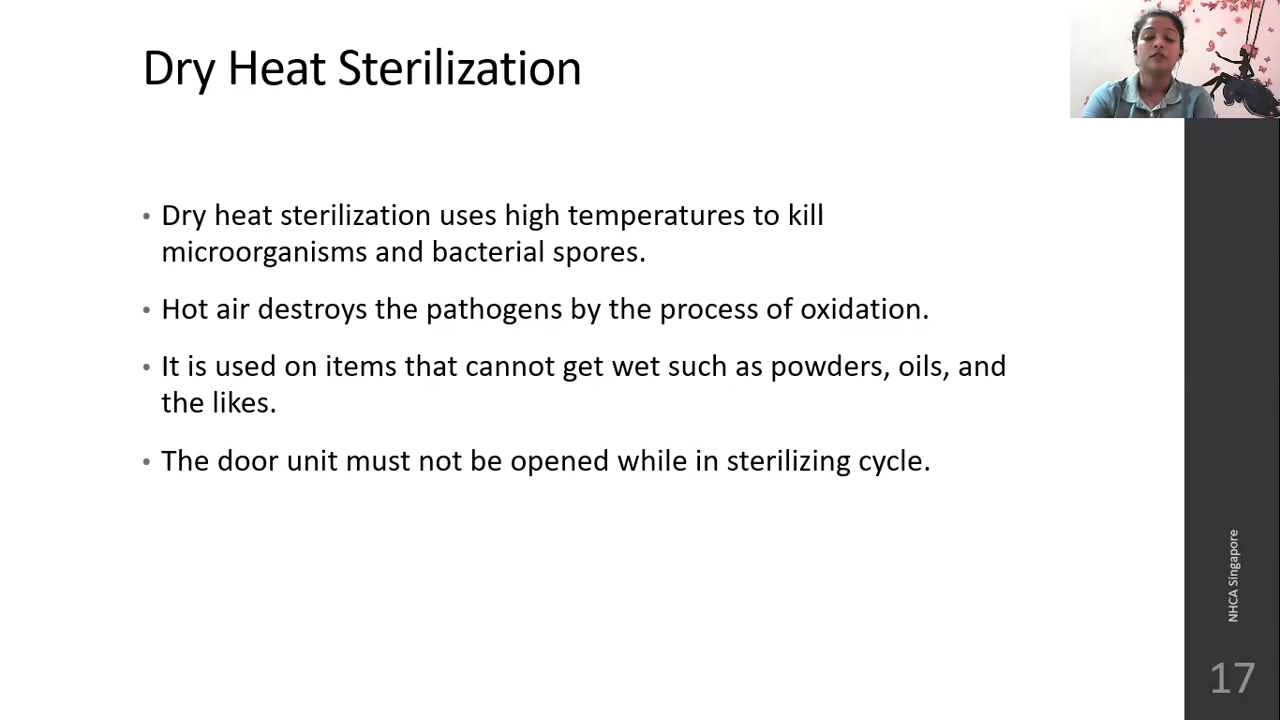 Dry Heat Sterilization
• Dry heat sterilization uses high temperatures to kill
microorganisms and bacterial spores.
• Hot air destroys the pathogens by the process of oxidation.
• It is used on items that cannot get wet such as powders, oils, and
the likes.
• The door unit must not be opened while in sterilizing cycle.
NHCA Singapore
17